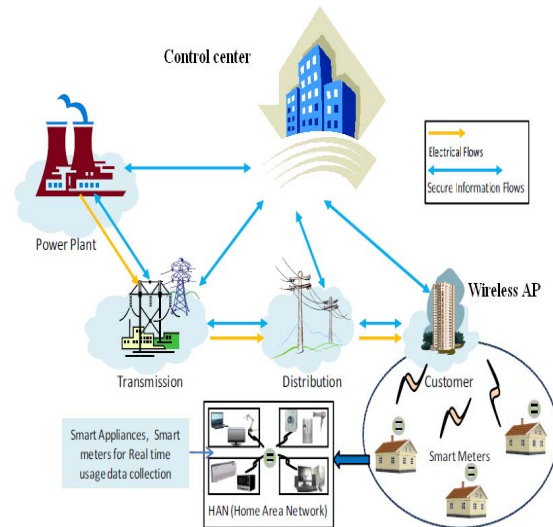 Control center
Electrical Flows
Secure Information Flows
Power Plant
Wireless AP
Transmission
Distribution
Customer
Smart Appliances, Smart
meters for Real time
usage data collection
Smart Meters
HAN (Home Area Network)